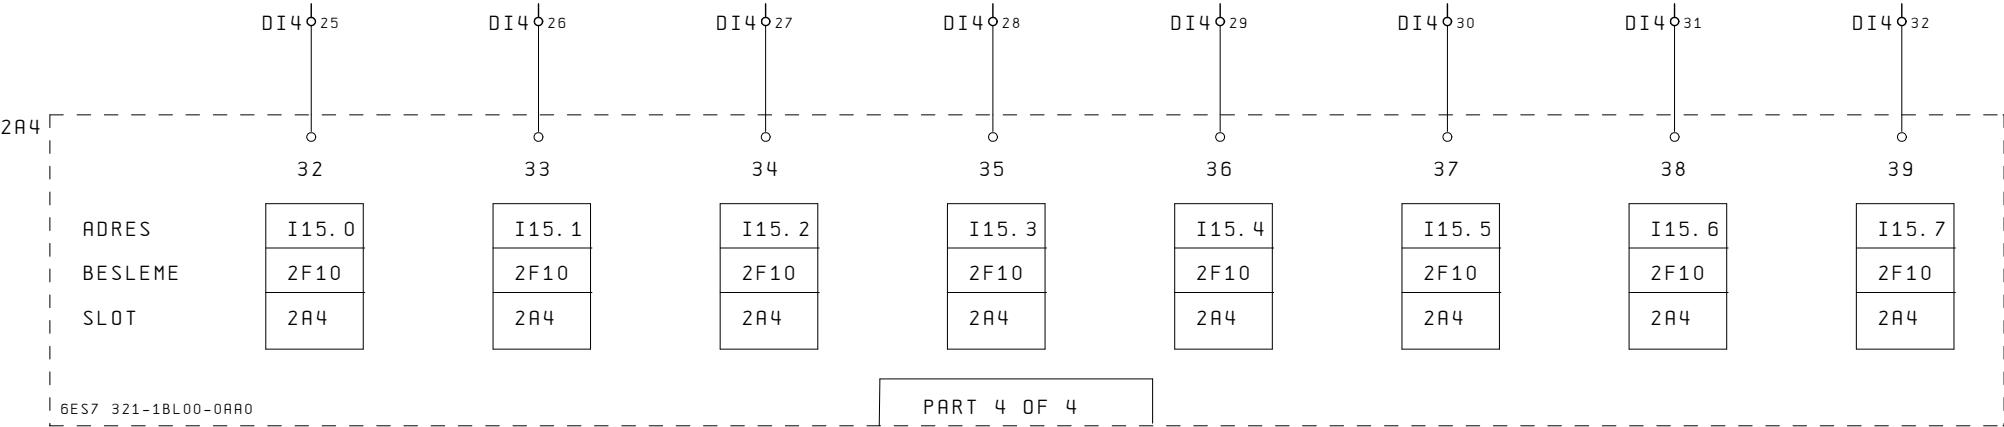 DI4 25 DI4 26 DI4 27 DI4 28 DI4 29 DI4 30 DI4 31 DI4 32
2A4
32 33 34 35 36 37 38 39
ADRES I15.0 I15.1 I15.2 I15.3 I15.4 I15.5 I15.6 I15.7
BESLEME 2F10 2F10 2F10 2F10 2F10 2F10 2F10 2F10
SLOT 2A4 2A4 2A4 2A4 2A4 2A4 2A4 2A4
6ES7 321-1BL00-0AA0 PART 4 OF 4